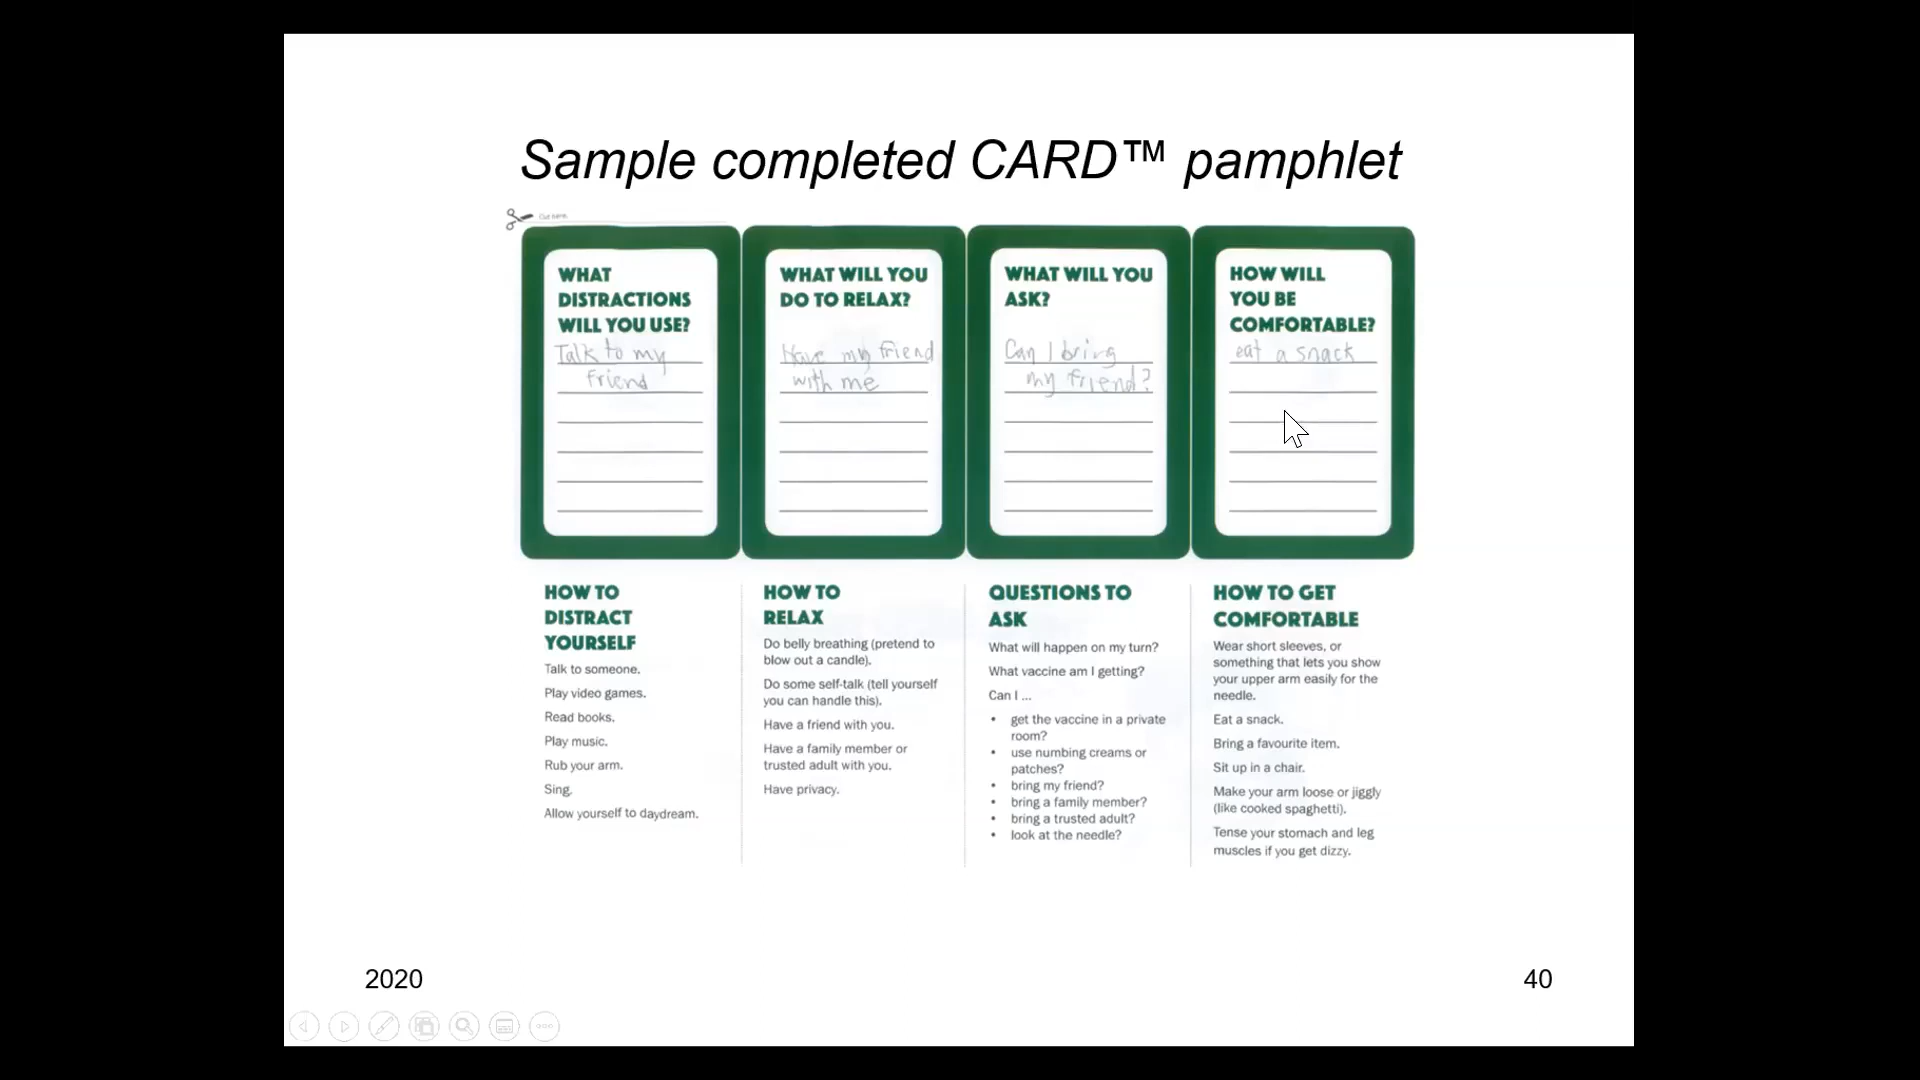 Sample completed CARD™ pamphlet
Cut here.
WHAT
DISTRACTIONS
WILL YOU USE?
Talk to my
friend
WHAT WILL YOU
DO TO RELAX?
Have my friend
with me
WHAT WILL YOU
ASK?
Can I bring
my friend?
HOW WILL
YOU BE
COMFORTABLE?
eat a snack
HOW TO
DISTRACT
YOURSELF
Talk to someone.
Play video games.
Read books.
Play music.
Rub your arm.
Sing.
Allow yourself to daydream.
HOW TO
RELAX
Do belly breathing (pretend to
blow out a candle).
Do some self-talk (tell yourself
you can handle this).
Have a friend with you.
Have a family member or
trusted adult with you.
Have privacy.
QUESTIONS TO
ASK
What will happen on my turn?
What vaccine am I getting?
Can I ...
• get the vaccine in a private
room?
• use numbing creams or
patches?
• bring my friend?
• bring a family member?
• bring a trusted adult?
• look at the needle?
HOW TO GET
COMFORTABLE
Wear short sleeves, or
something that lets you show
your upper arm easily for the
needle.
Eat a snack.
Bring a favourite item.
Sit up in a chair.
Make your arm loose or jiggly
(like cooked spaghetti).
Tense your stomach and leg
muscles if you get dizzy.
2020
40